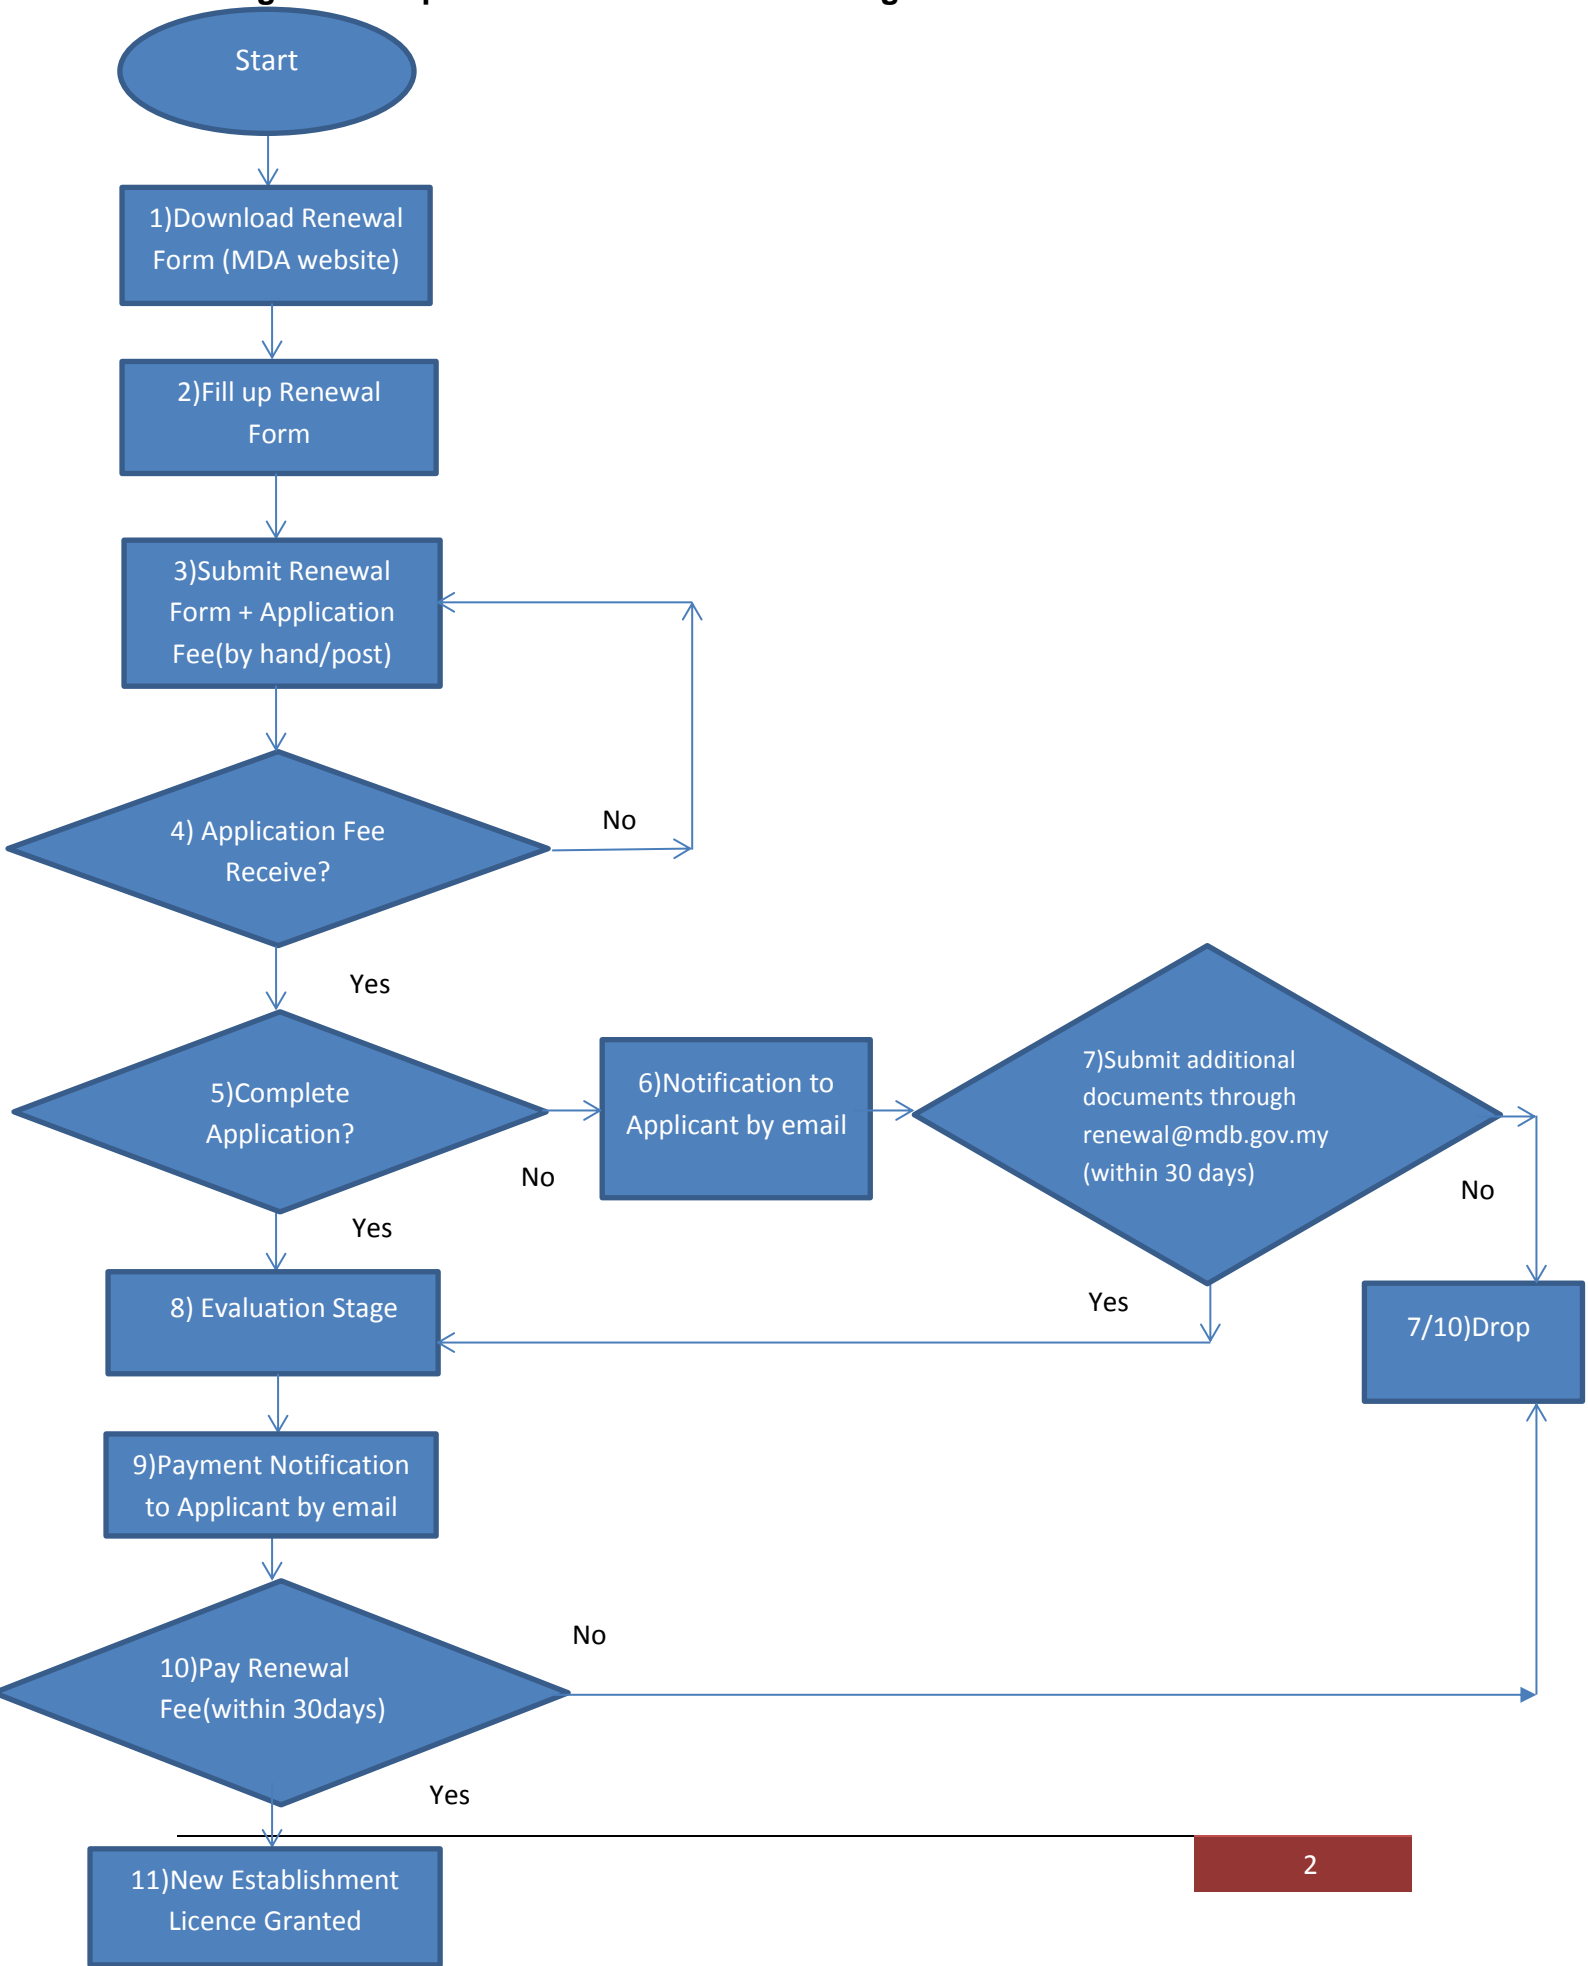 Start
1)Download Renewal
Form (MDA website)
2)Fill up Renewal
Form
3)Submit Renewal
Form + Application
Fee(by hand/post)
4) Application Fee
Receive?
No
Yes
5)Complete
Application?
No
6)Notification to
Applicant by email
7)Submit additional
documents through
renewal@mdb.gov.my
(within 30 days)
No
Yes
Yes
8) Evaluation Stage
7/10)Drop
9)Payment Notification
to Applicant by email
10)Pay Renewal
Fee(within 30days)
No
Yes
11)New Establishment
Licence Granted
2